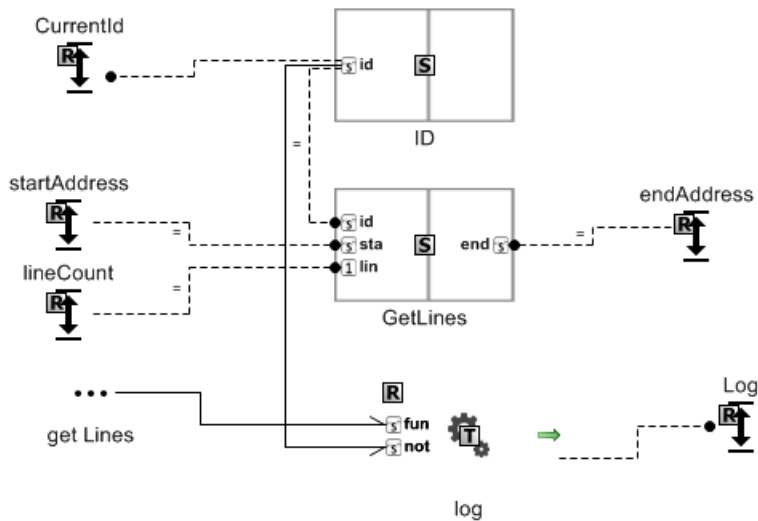 CurrentId
R
s id
S
ID
startAddress
R
=
=
lineCount
R
=
s id
s sta
1 lin
S
end s
GetLines
=
endAddress
R
get Lines
R
s fun
s not
T
log
Log
R